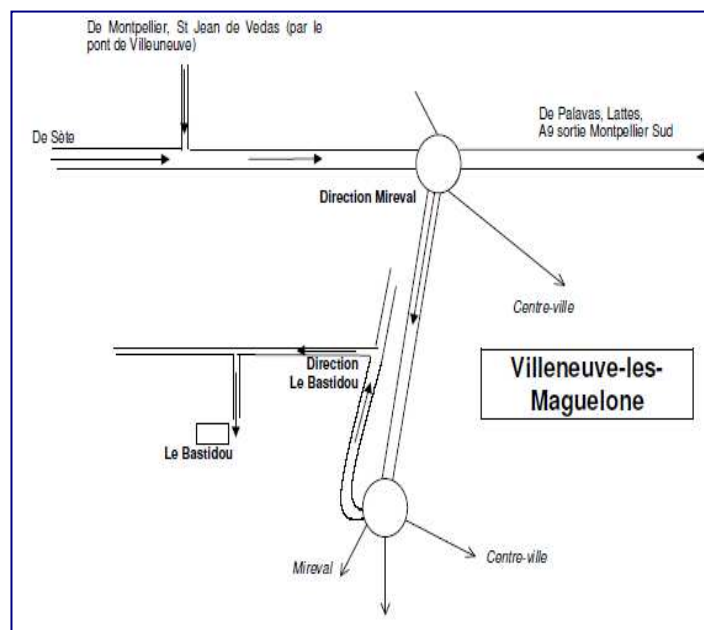 De Montpellier, St Jean de Vedas (par le
pont de Villeuneuve)
De Palavas, Lattes,
A9 sortie Montpellier Sud
De Sète
Direction Mireval
Centre-ville
Direction
Le Bastidou
Villeneuve-les-
Maguelone
Le Bastidou
Centre-ville
Mireval